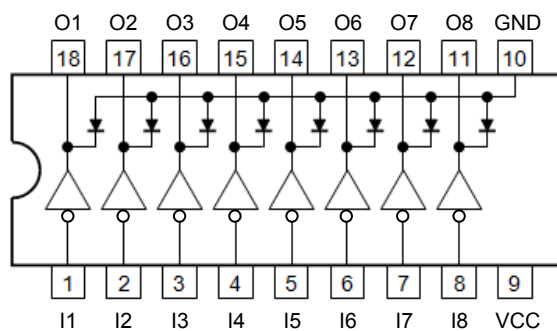 O1 O2 O3 O4 O5 O6 O7 O8 GND
18 17 16 15 14 13 12 11 10
1 2 3 4 5 6 7 8 9
I1 I2 I3 I4 I5 I6 I7 I8 VCC